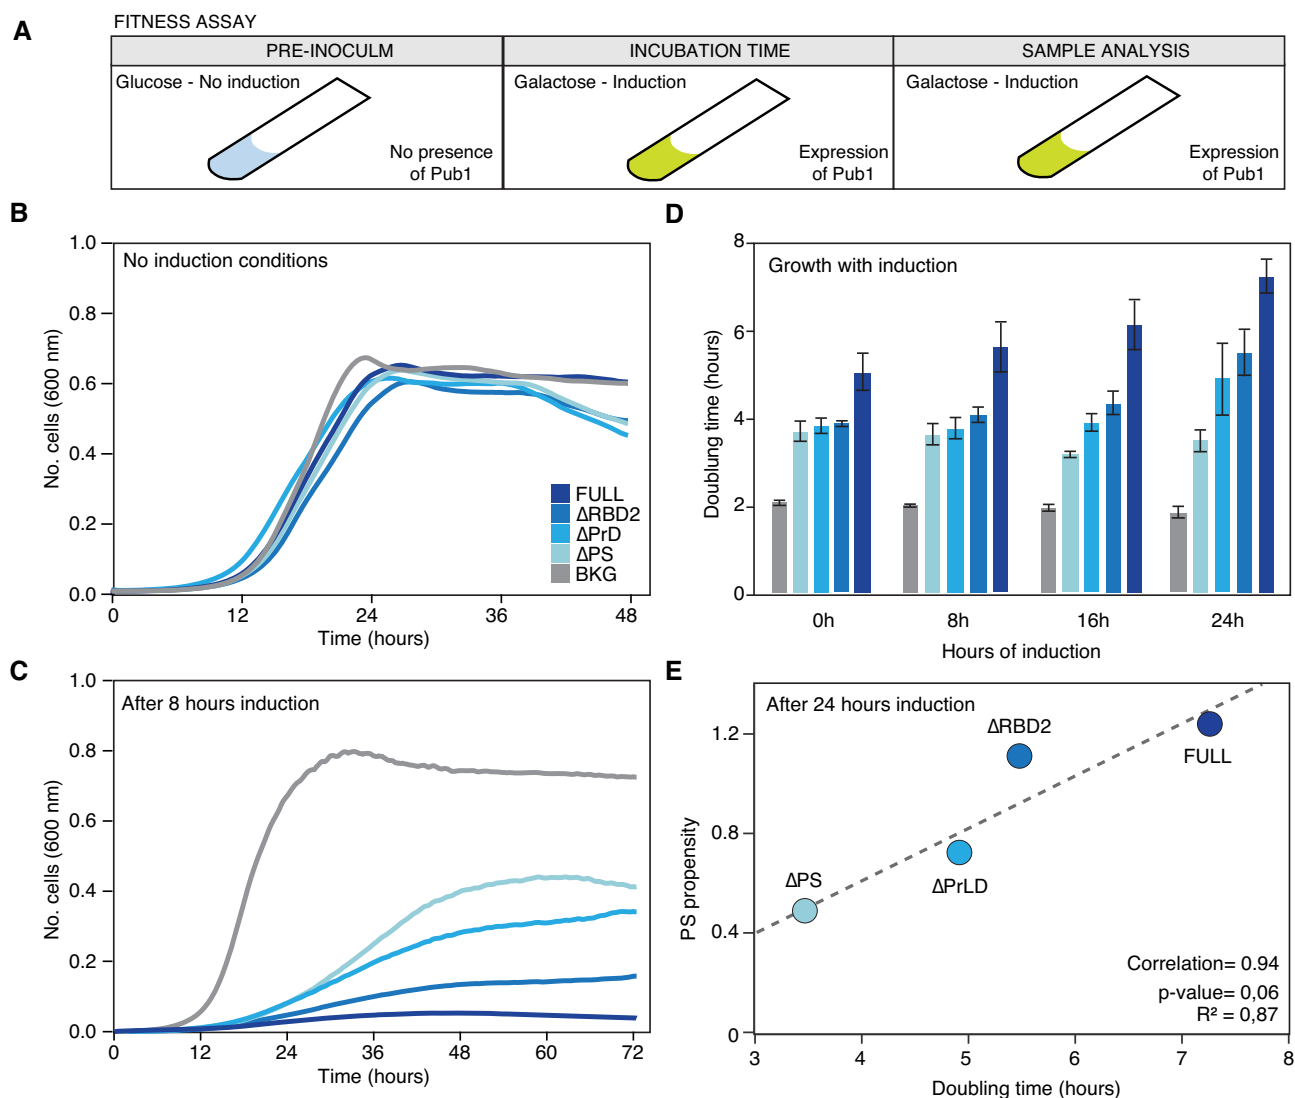 A
FITNESS ASSAY
PRE-INOCULM
INCUBATION TIME
SAMPLE ANALYSIS
Glucose - No induction
No presence
of Pub1
Galactose - Induction
Expression
of Pub1
Galactose - Induction
Expression
of Pub1
B
No induction conditions
No. cells (600 nm)
1.0
0.8
0.6
0.4
0.2
0.0
0
12
24
36
48
Time (hours)
FULL
ΔRBD2
ΔPrD
ΔPS
BKG
C
After 8 hours induction
No. cells (600 nm)
1.0
0.8
0.6
0.4
0.2
0.0
0
12
24
36
48
60
72
Time (hours)
D
Growth with induction
Doublung time (hours)
8
6
4
2
0
0h
8h
16h
24h
Hours of induction
E
After 24 hours induction
PS propensity
1.2
0.8
0.4
0
ΔRBD2
FULL
ΔPS
ΔPrLD
Correlation= 0.94
p-value= 0,06
R² = 0,87
3
4
5
6
7
8
Doubling time (hours)